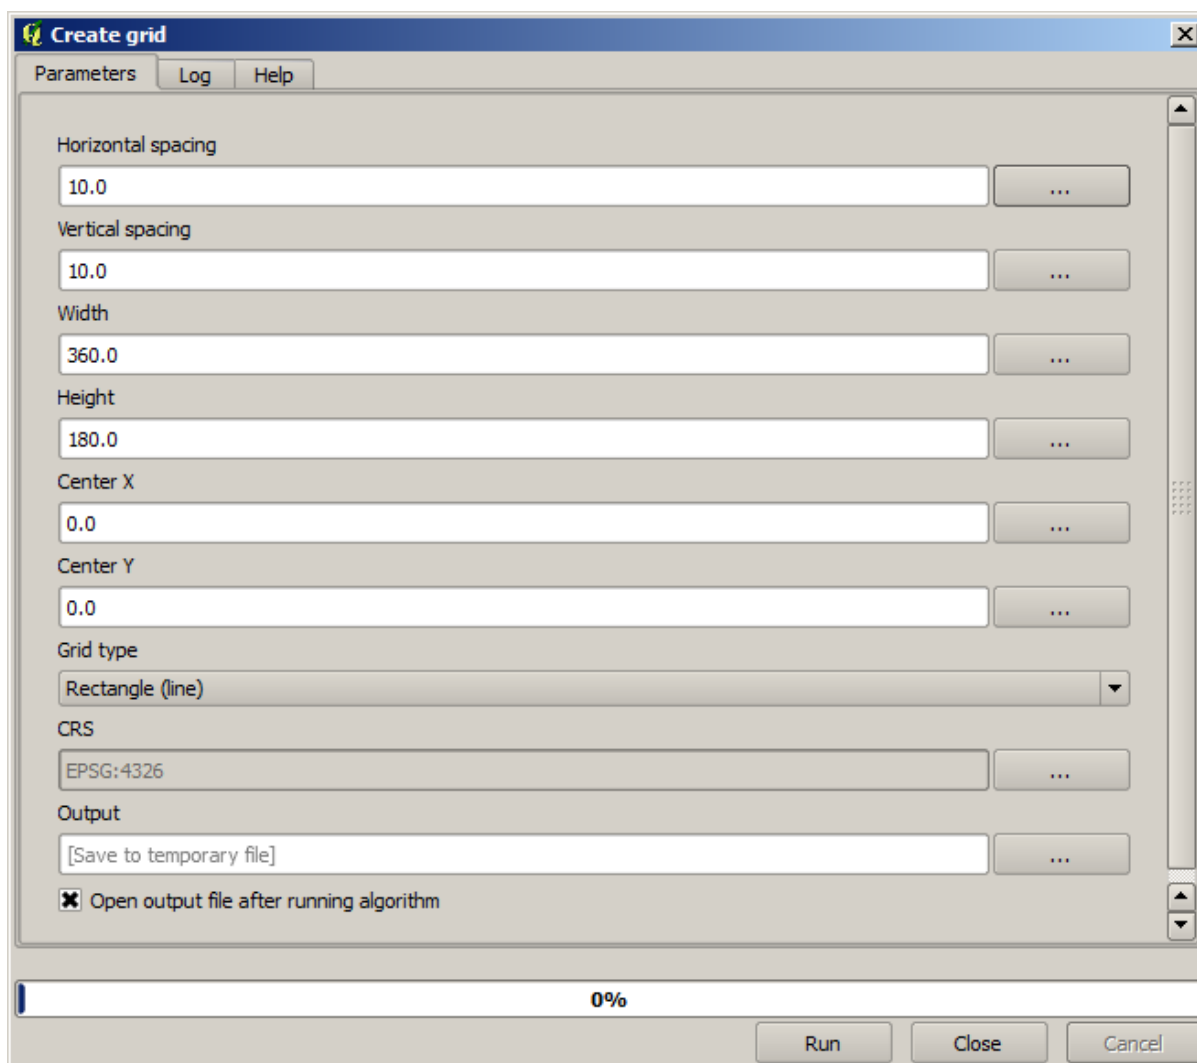 Create grid
Parameters Log Help
Horizontal spacing
10.0 ...
Vertical spacing
10.0 ...
Width
360.0 ...
Height
180.0 ...
Center X
0.0 ...
Center Y
0.0 ...
Grid type
Rectangle (line)
CRS
EPSG:4326 ...
Output
[Save to temporary file] ...
Open output file after running algorithm
0%
Run Close Cancel